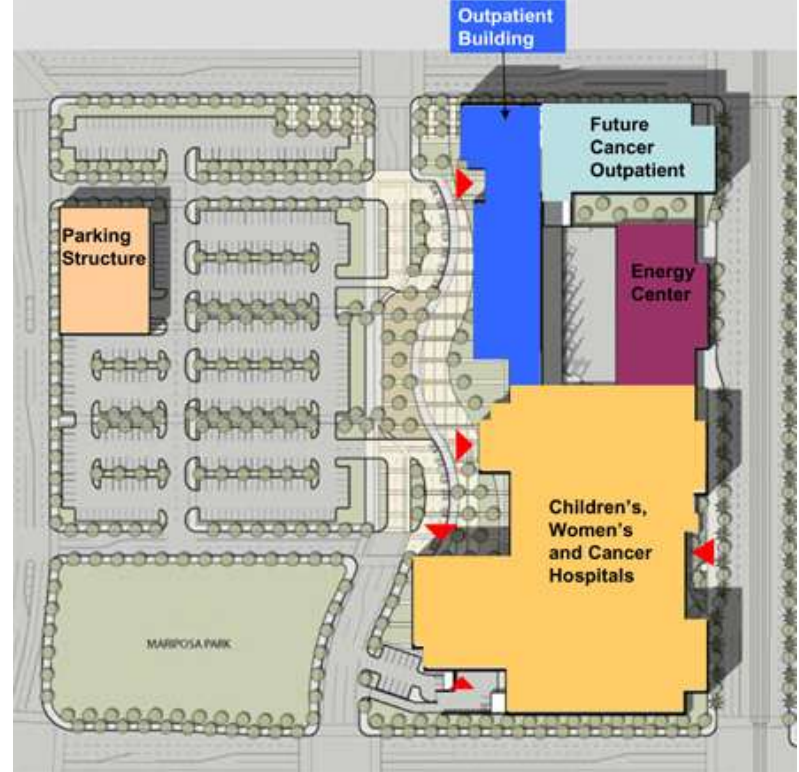 Outpatient
Building
Future
Cancer
Outpatient
Parking
Structure
Energy
Center
Children's,
Women's
and Cancer
Hospitals
MARIPOSA PARK